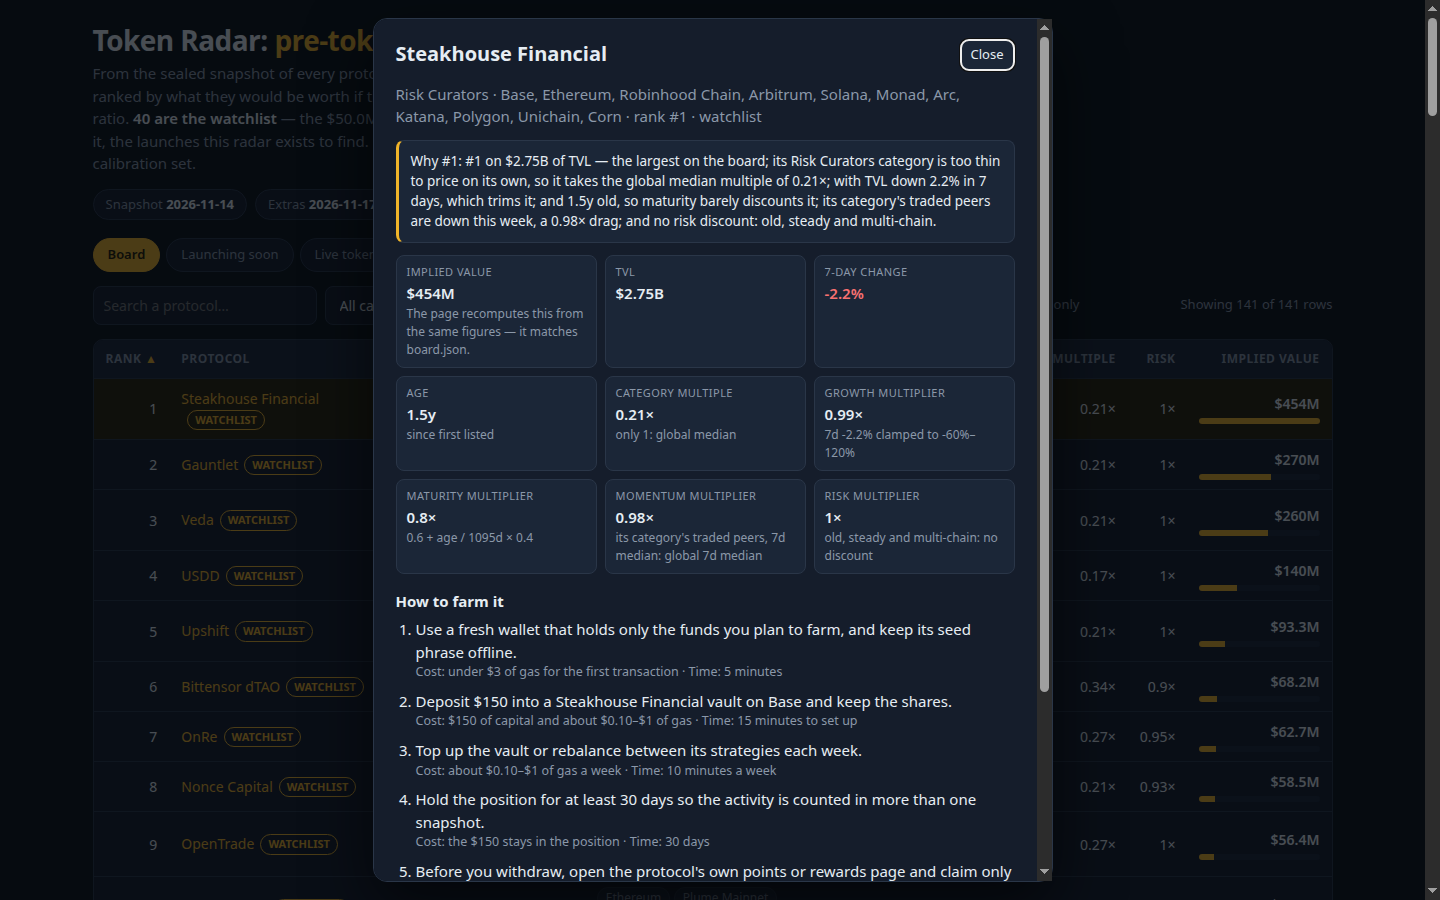 Token Radar: pre-tok
From the sealed snapshot of every proto
ranked by what they would be worth if t
ratio. 40 are the watchlist — the $50.0M
it, the launches this radar exists to find.
calibration set.
Snapshot 2026-11-14
Extras 2026-11-17
Board
Launching soon
Live token
Search a protocol...
All ca
only
Showing 141 of 141 rows
RANK ▲ PROTOCOL
MULTIPLE RISK IMPLIED VALUE
1 Steakhouse Financial WATCHLIST 0.21× 1× $454M
2 Gauntlet WATCHLIST 0.21× 1× $270M
3 Veda WATCHLIST 0.21× 1× $260M
4 USDD WATCHLIST 0.17× 1× $140M
5 Upshift WATCHLIST 0.21× 1× $93.3M
6 Bittensor dTAO WATCHLIST 0.34× 0.9× $68.2M
7 OnRe WATCHLIST 0.27× 0.95× $62.7M
8 Nonce Capital WATCHLIST 0.21× 0.93× $58.5M
9 OpenTrade WATCHLIST 0.27× 1× $56.4M
Ethereum Plume Mainnet
Steakhouse Financial
Close
Risk Curators · Base, Ethereum, Robinhood Chain, Arbitrum, Solana, Monad, Arc,
Katana, Polygon, Unichain, Corn · rank #1 · watchlist
Why #1: #1 on $2.75B of TVL — the largest on the board; its Risk Curators category is too thin
to price on its own, so it takes the global median multiple of 0.21×; with TVL down 2.2% in 7
days, which trims it; and 1.5y old, so maturity barely discounts it; its category's traded peers
are down this week, a 0.98× drag; and no risk discount: old, steady and multi-chain.
IMPLIED VALUE
$454M
The page recomputes this from
the same figures — it matches
board.json.
TVL
$2.75B
7-DAY CHANGE
-2.2%
AGE
1.5y
since first listed
CATEGORY MULTIPLE
0.21×
only 1: global median
GROWTH MULTIPLIER
0.99×
7d -2.2% clamped to -60%–
120%
MATURITY MULTIPLIER
0.8×
0.6 + age / 1095d × 0.4
MOMENTUM MULTIPLIER
0.98×
its category's traded peers, 7d
median: global 7d median
RISK MULTIPLIER
1×
old, steady and multi-chain: no
discount
How to farm it
1. Use a fresh wallet that holds only the funds you plan to farm, and keep its seed
phrase offline.
Cost: under $3 of gas for the first transaction · Time: 5 minutes
2. Deposit $150 into a Steakhouse Financial vault on Base and keep the shares.
Cost: $150 of capital and about $0.10–$1 of gas · Time: 15 minutes to set up
3. Top up the vault or rebalance between its strategies each week.
Cost: about $0.10–$1 of gas a week · Time: 10 minutes a week
4. Hold the position for at least 30 days so the activity is counted in more than one
snapshot.
Cost: the $150 stays in the position · Time: 30 days
5. Before you withdraw, open the protocol's own points or rewards page and claim only